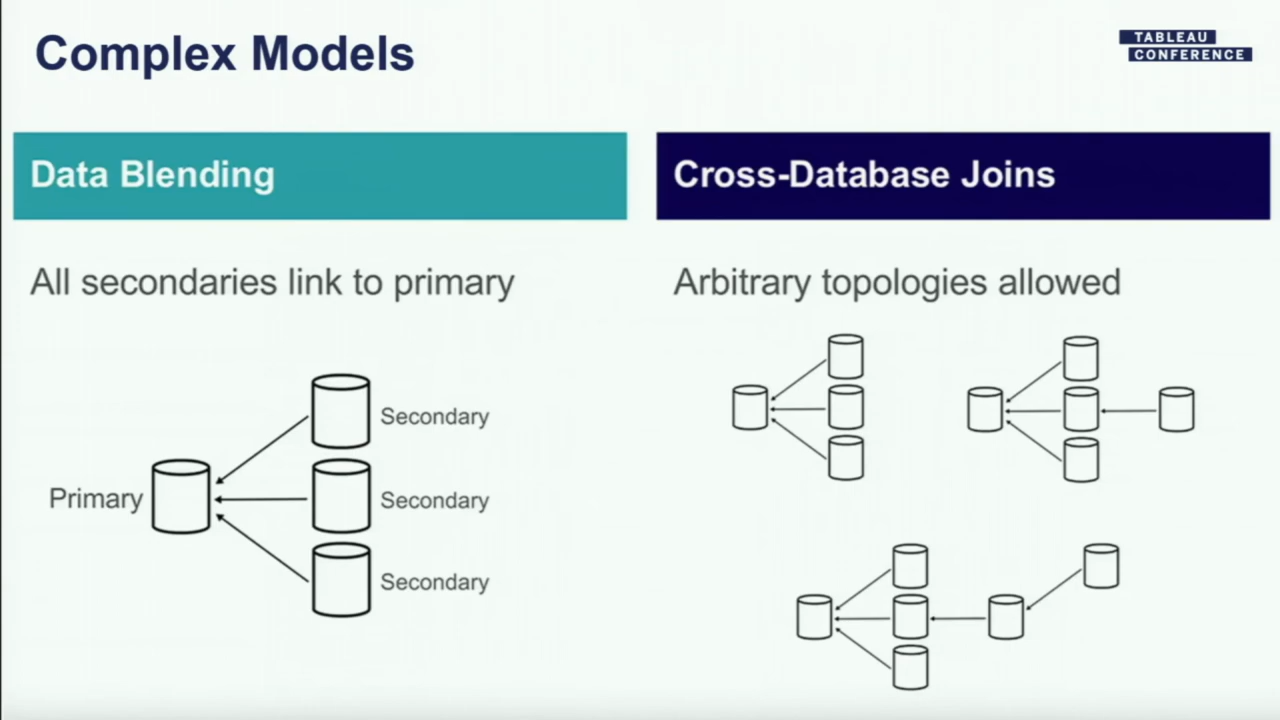 Complex Models
TABLEAU
CONFERENCE
Data Blending
All secondaries link to primary
Primary
Secondary
Secondary
Secondary
Cross-Database Joins
Arbitrary topologies allowed